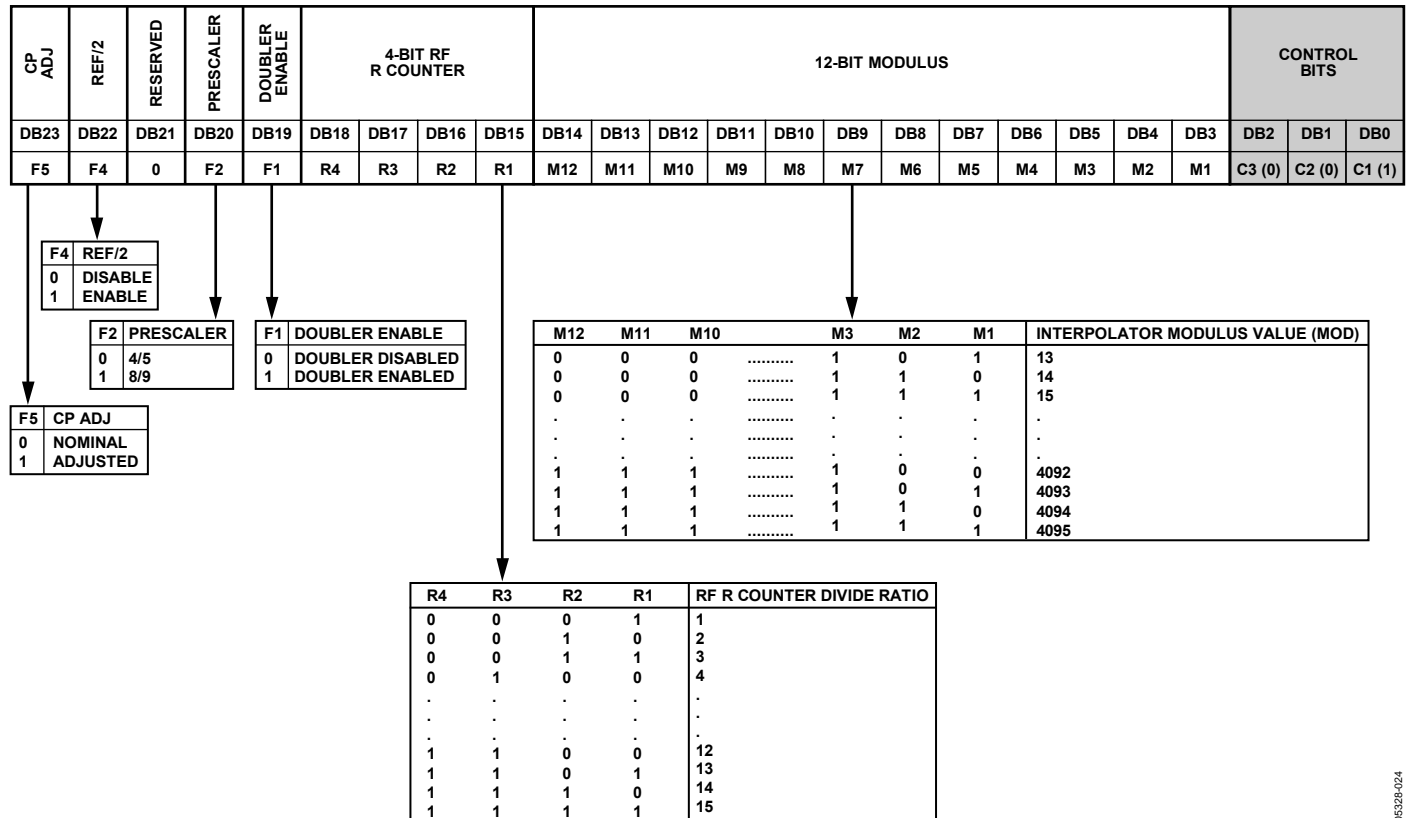 CP ADJ
REF/2
RESERVED
PRESCALER
DOUBLER ENABLE
4-BIT RF
R COUNTER
12-BIT MODULUS
CONTROL
BITS
DB23 DB22 DB21 DB20 DB19 DB18 DB17 DB16 DB15 DB14 DB13 DB12 DB11 DB10 DB9 DB8 DB7 DB6 DB5 DB4 DB3 DB2 DB1 DB0
F5 F4 0 F2 F1 R4 R3 R2 R1 M12 M11 M10 M9 M8 M7 M6 M5 M4 M3 M2 M1 C3 (0) C2 (0) C1 (1)
F4 REF/2
0 DISABLE
1 ENABLE
F2 PRESCALER
0 4/5
1 8/9
F1 DOUBLER ENABLE
0 DOUBLER DISABLED
1 DOUBLER ENABLED
F5 CP ADJ
0 NOMINAL
1 ADJUSTED
M12 M11 M10 M3 M2 M1 INTERPOLATOR MODULUS VALUE (MOD)
0 0 0 .......... 1 0 1 13
0 0 0 .......... 1 1 0 14
0 0 0 .......... 1 1 1 15
. . . .......... . . . .
. . . .......... . . . .
. . . .......... . . . .
1 1 1 .......... 1 0 0 4092
1 1 1 .......... 1 0 1 4093
1 1 1 .......... 1 1 0 4094
1 1 1 .......... 1 1 1 4095
R4 R3 R2 R1 RF R COUNTER DIVIDE RATIO
0 0 0 1 1
0 0 1 0 2
0 0 1 1 3
0 1 0 0 4
. . . . .
. . . . .
. . . . .
1 1 0 0 12
1 1 0 1 13
1 1 1 0 14
1 1 1 1 15
05328-024